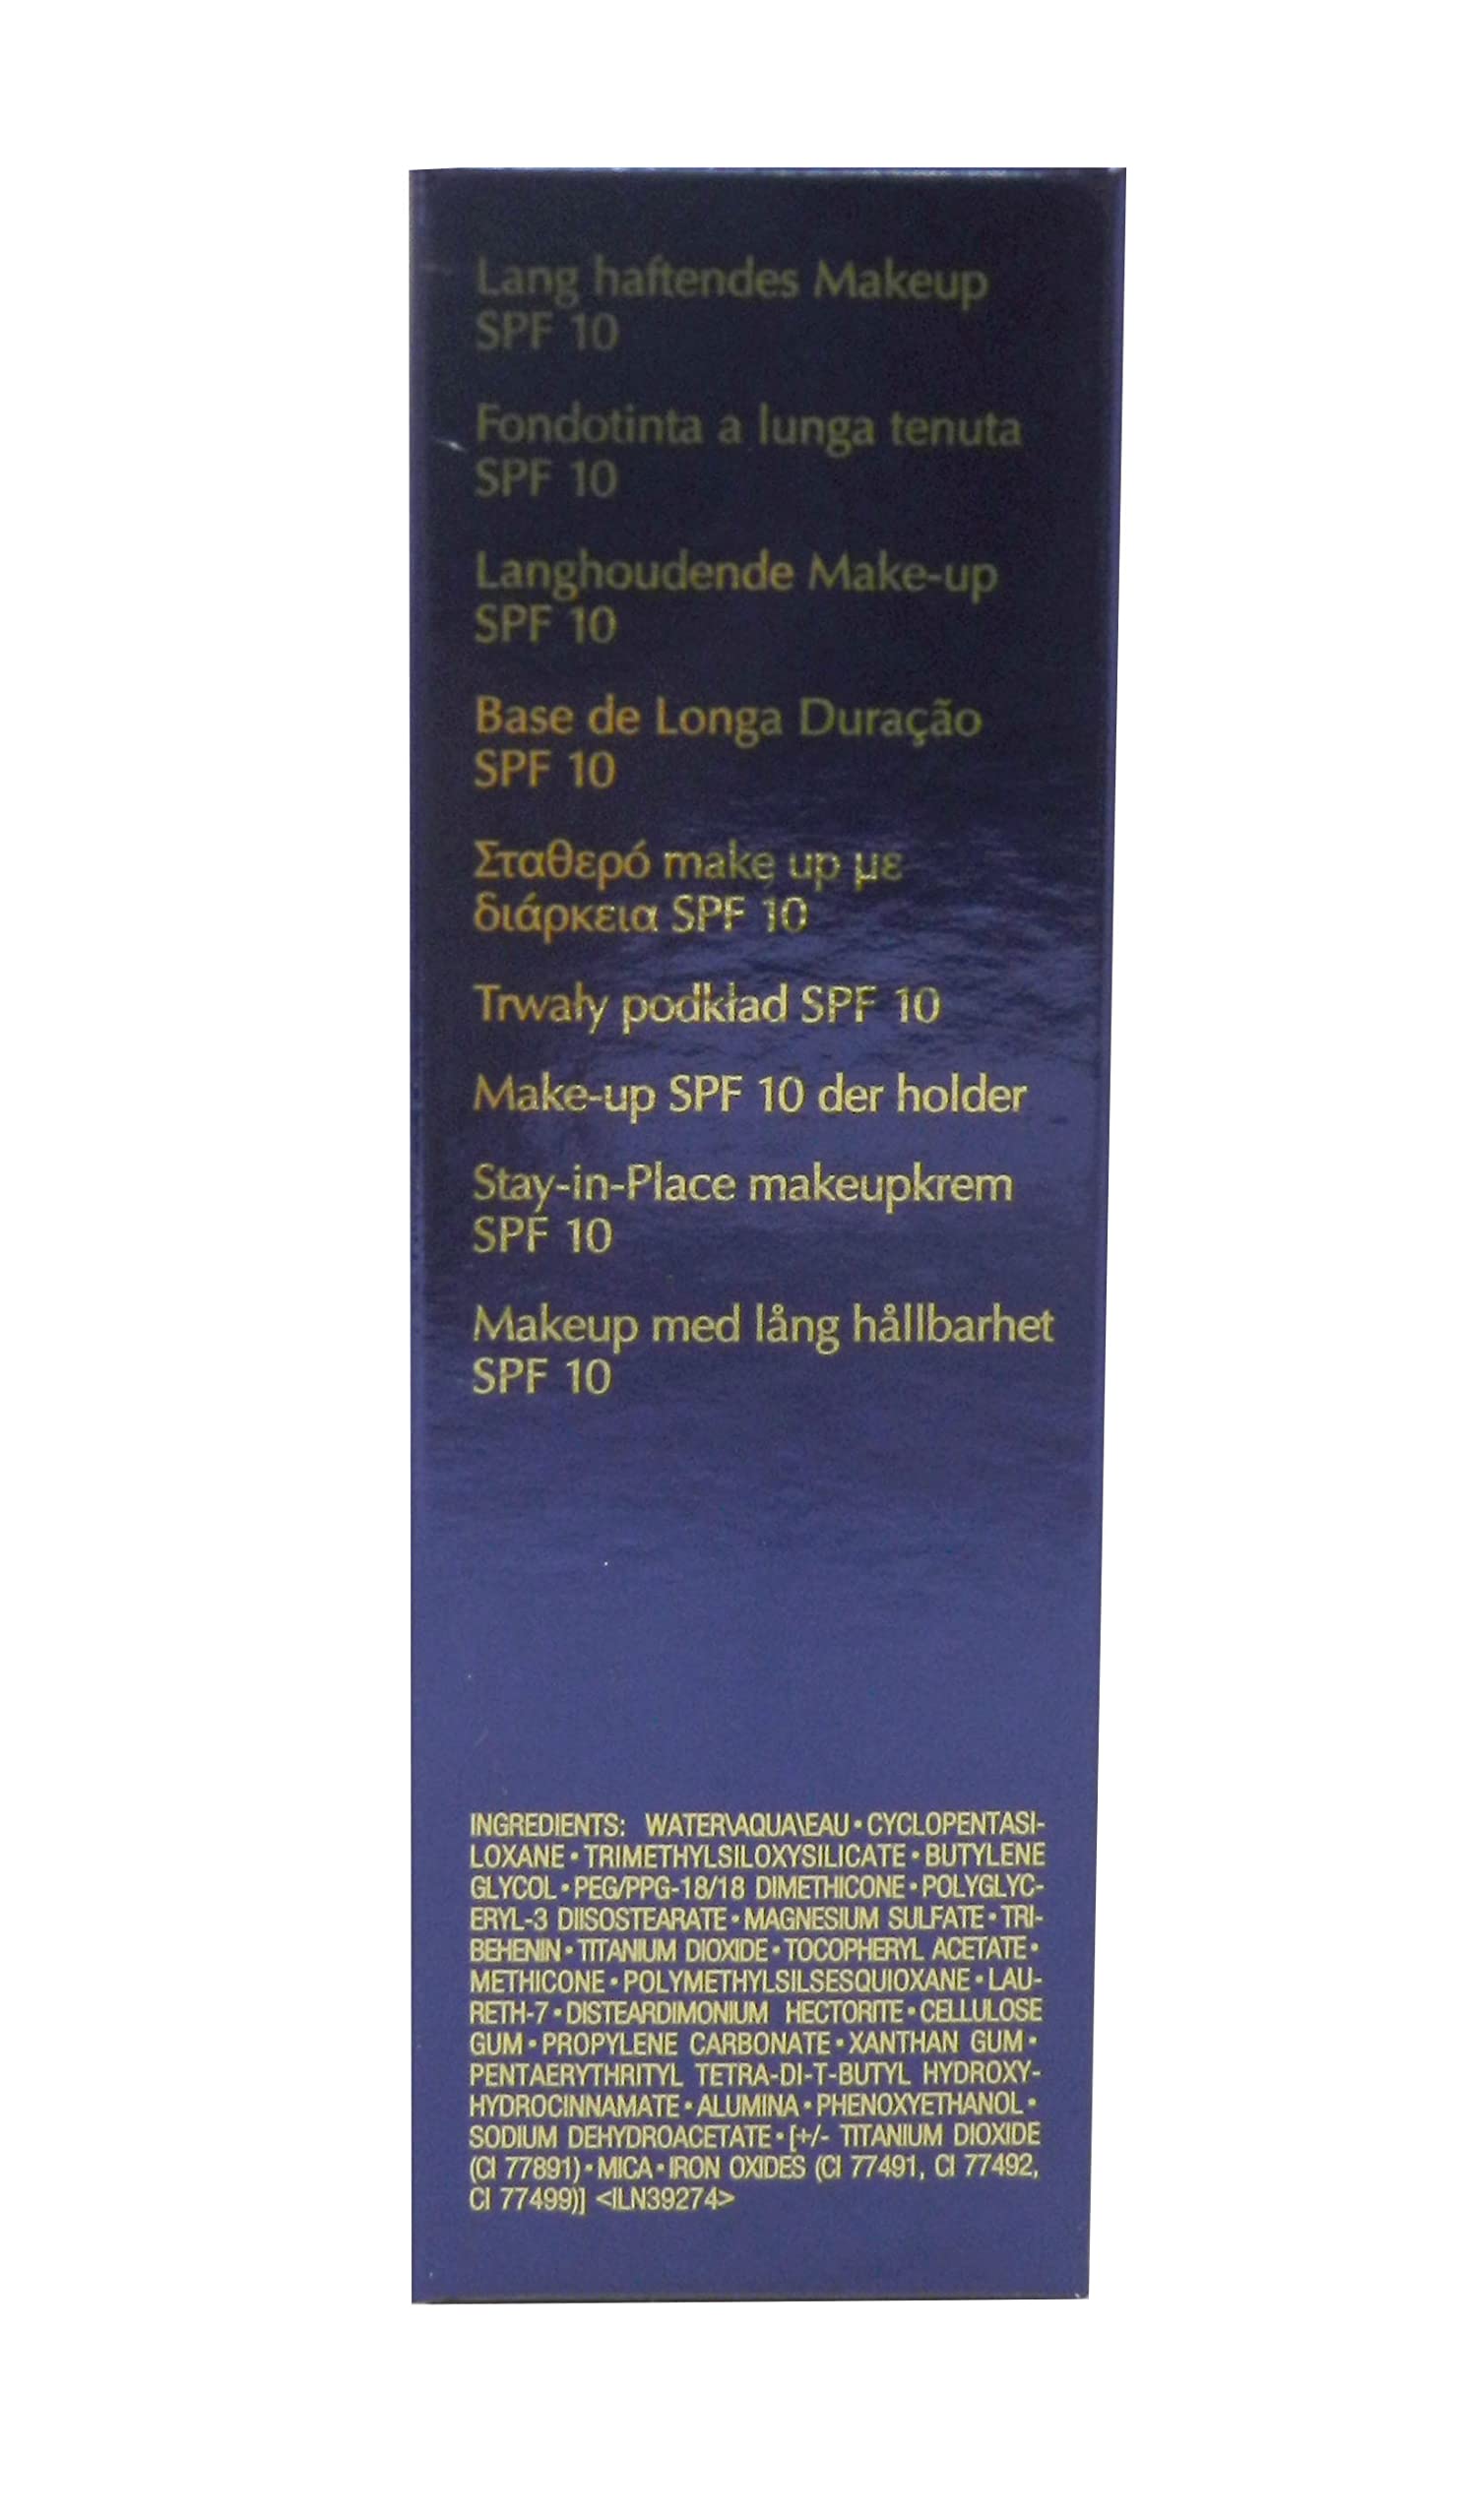 Lang haftendes Makeup
SPF 10
Fondotinta a lunga tenuta
SPF 10
Langhoudende Make-up
SPF 10
Base de Longa Duração
SPF 10
Σταθερό make up με
διάρκεια SPF 10
Trwały podkład SPF 10
Make-up SPF 10 der holder
Stay-in-Place makeupkrem
SPF 10
Makeup med lång hållbarhet
SPF 10
INGREDIENTS: WATER\AQUA\EAU • CYCLOPENTASI-
LOXANE • TRIMETHYLSILOXYSILICATE • BUTYLENE
GLYCOL • PEG/PPG-18/18 DIMETHICONE • POLYGLYC-
ERYL-3 DIISOSTEARATE • MAGNESIUM SULFATE • TRI-
BEHENIN • TITANIUM DIOXIDE • TOCOPHERYL ACETATE •
METHICONE • POLYMETHYLSILSESQUIOXANE • LAU-
RETH-7 • DISTEARDIMONIUM HECTORITE • CELLULOSE
GUM • PROPYLENE CARBONATE • XANTHAN GUM •
PENTAERYTHRITYL TETRA-DI-T-BUTYL HYDROXY-
HYDROCINNAMATE • ALUMINA • PHENOXYETHANOL •
SODIUM DEHYDROACETATE • [+/- TITANIUM DIOXIDE
(CI 77891) • MICA • IRON OXIDES (CI 77491, CI 77492,
CI 77499)] <ILN39274>